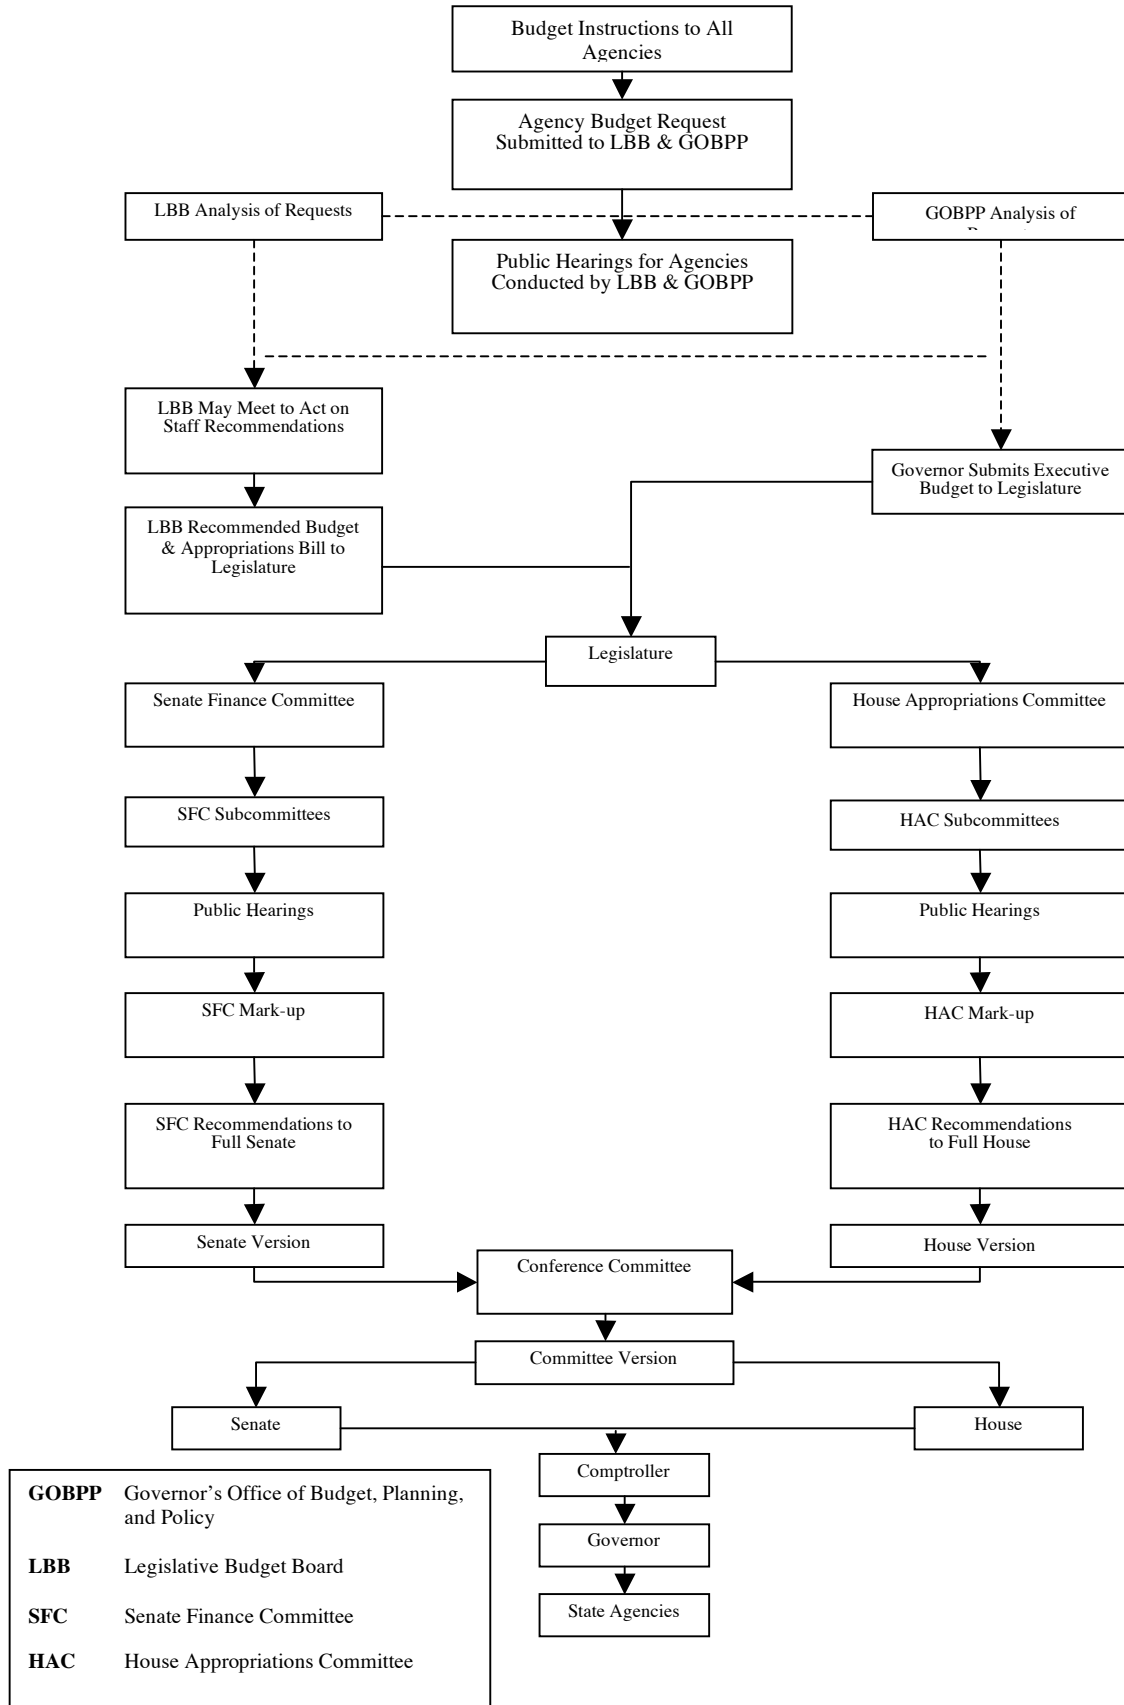 Budget Instructions to All
Agencies
Agency Budget Request
Submitted to LBB & GOBPP
LBB Analysis of Requests
GOBPP Analysis of
Public Hearings for Agencies
Conducted by LBB & GOBPP
LBB May Meet to Act on
Staff Recommendations
Governor Submits Executive
Budget to Legislature
LBB Recommended Budget
& Appropriations Bill to
Legislature
Legislature
Senate Finance Committee
House Appropriations Committee
SFC Subcommittees
HAC Subcommittees
Public Hearings
Public Hearings
SFC Mark-up
HAC Mark-up
SFC Recommendations to
Full Senate
HAC Recommendations
to Full House
Senate Version
House Version
Conference Committee
Committee Version
Senate
House
Comptroller
Governor
State Agencies
GOBPP Governor’s Office of Budget, Planning,
and Policy
LBB Legislative Budget Board
SFC Senate Finance Committee
HAC House Appropriations Committee